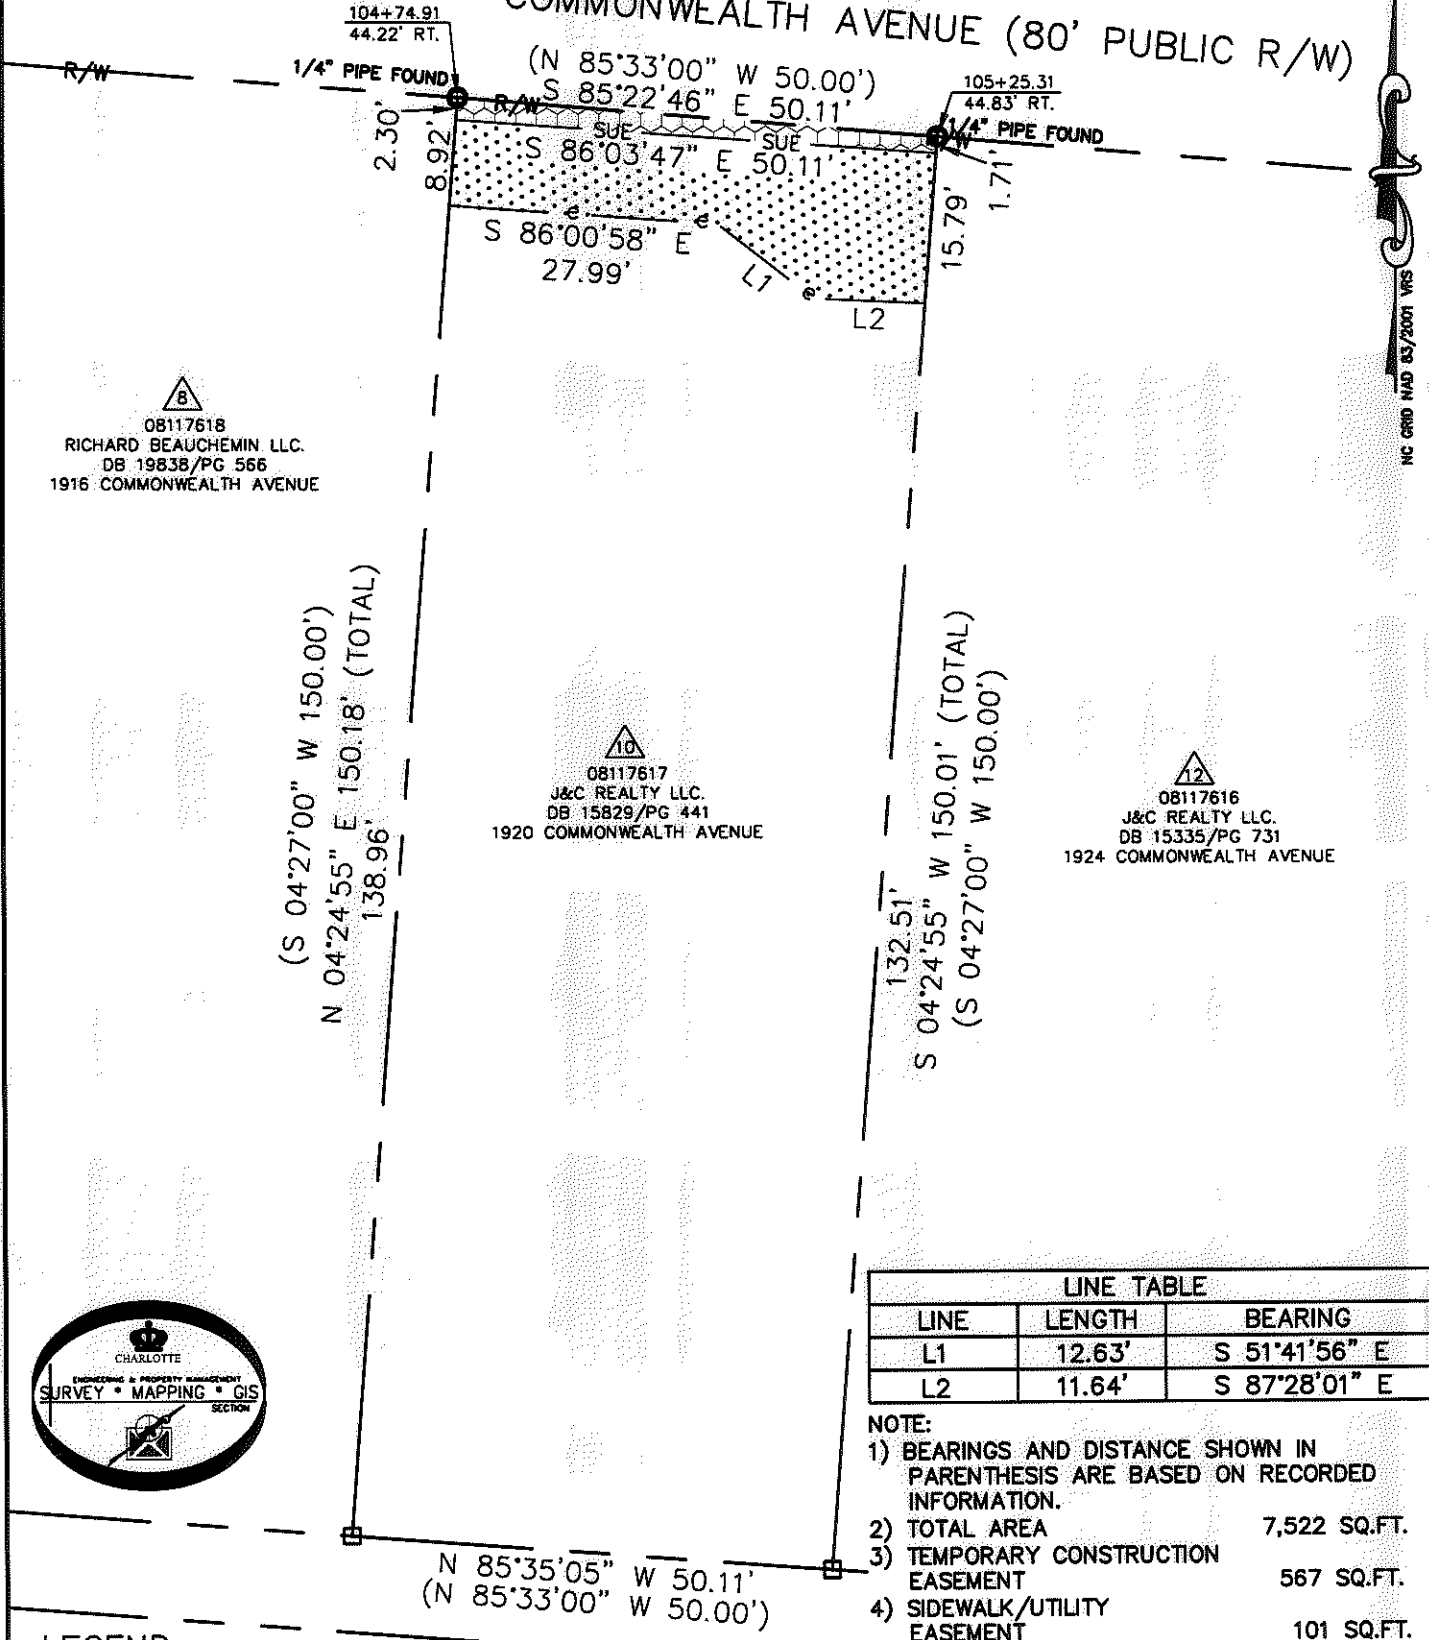 COMMONWEALTH AVENUE (80' PUBLIC R/W)
104+74.91
44.22' RT.
R/W
1/4" PIPE FOUND
(N 85°33'00" W 50.00')
S 85°22'46" E 50.11'
R/W
105+25.31
44.83' RT.
1/4" PIPE FOUND
2.30'
8.92'
SUE
SUE
S 86°03'47" E 50.11'
1.71'
15.79'
S 86°00'58" E
27.99'
L1
L2
NC GRID NAD 83/2001 VRS
8
08117618
RICHARD BEAUCHEMIN LLC.
DB 19838/PG 566
1916 COMMONWEALTH AVENUE
(S 04°27'00" W 150.00')
N 04°24'55" E 150.18' (TOTAL)
138.96'
10
08117617
J&C REALTY LLC.
DB 15829/PG 441
1920 COMMONWEALTH AVENUE
132.51'
S 04°24'55" W 150.01' (TOTAL)
(S 04°27'00" W 150.00')
12
08117616
J&C REALTY LLC.
DB 15335/PG 731
1924 COMMONWEALTH AVENUE
CHARLOTTE
ENGINEERING & PROPERTY MANAGEMENT
SURVEY * MAPPING * GIS
SECTION
LINE TABLE
LINE LENGTH BEARING
L1 12.63' S 51°41'56" E
L2 11.64' S 87°28'01" E
NOTE:
1) BEARINGS AND DISTANCE SHOWN IN
PARENTHESIS ARE BASED ON RECORDED
INFORMATION.
2) TOTAL AREA 7,522 SQ.FT.
3) TEMPORARY CONSTRUCTION
EASEMENT 567 SQ.FT.
4) SIDEWALK/UTILITY
EASEMENT 101 SQ.FT.
N 85°35'05" W 50.11'
(N 85°33'00" W 50.00')
LEGEND